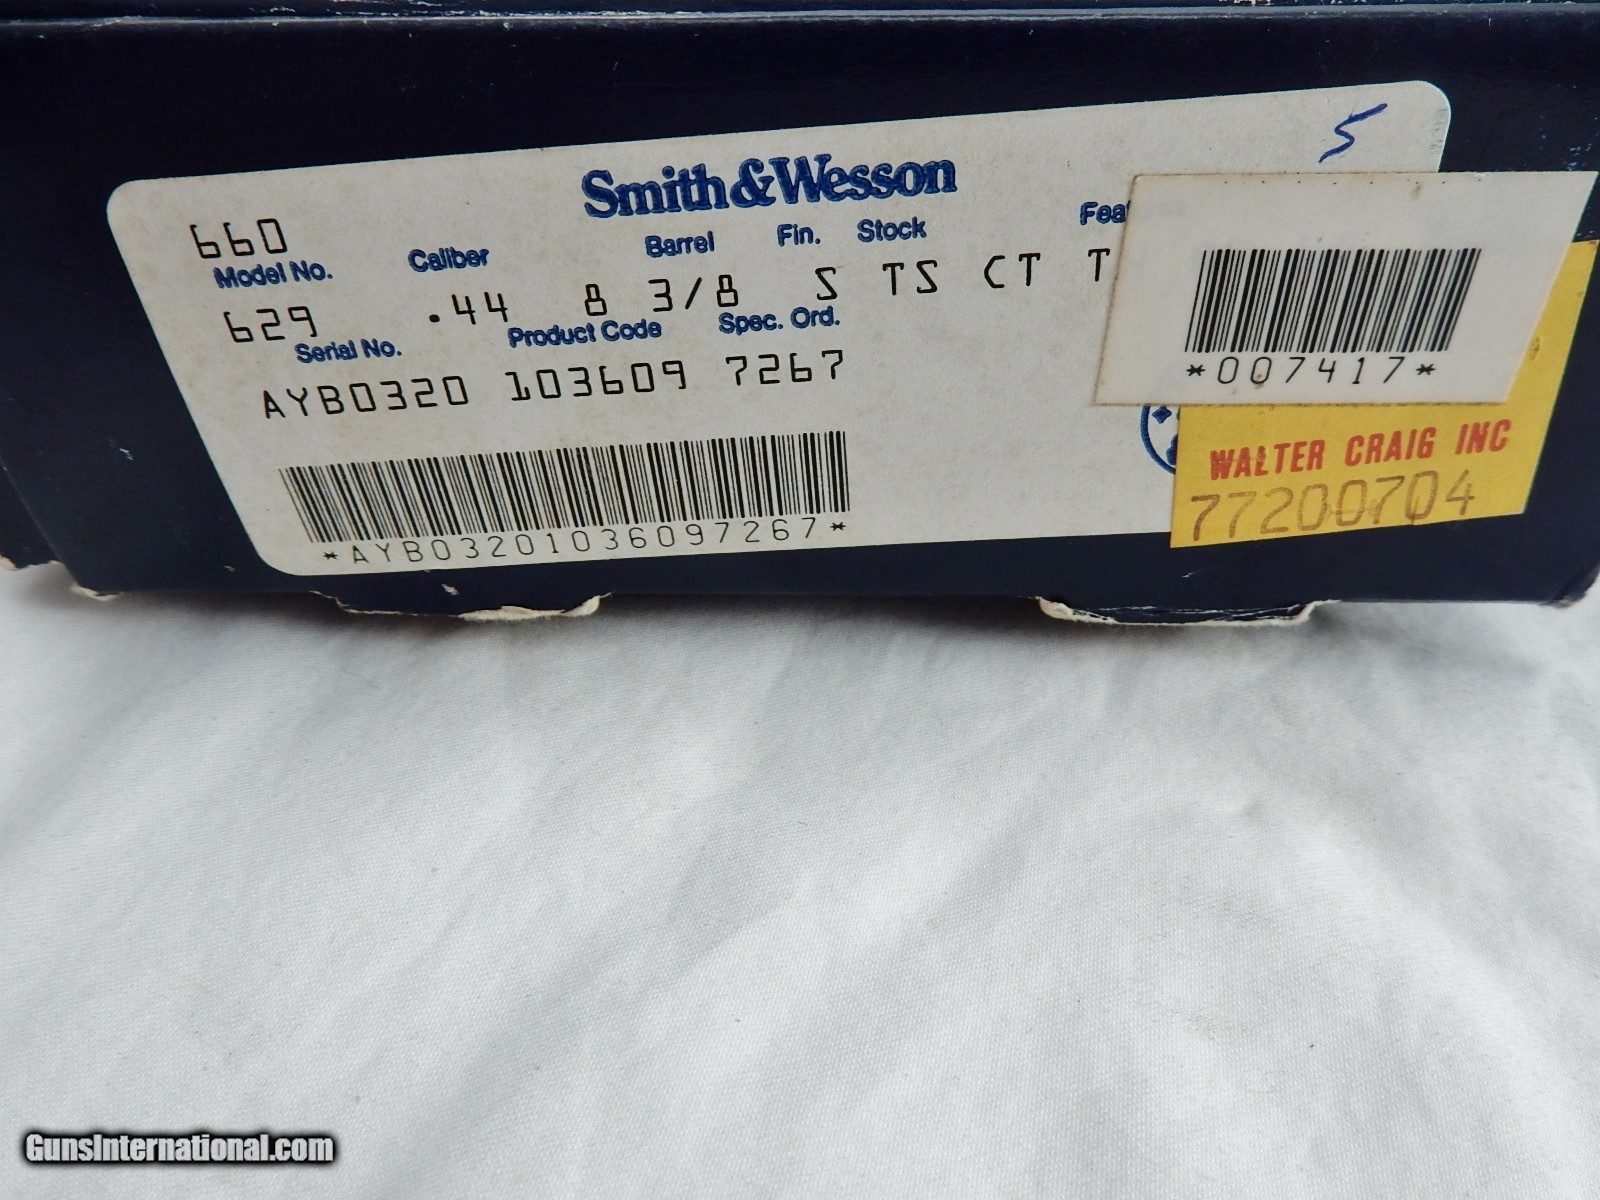 5
Smith & Wesson
660
Model No. Caliber Barrel Fin. Stock
629 .44 8 3/8 S TS CT T
Serial No. Product Code Spec. Ord.
AYB0320 103609 7267
*AYB03201036097267*
*007417*
WALTER CRAIG INC
77200704
GunsInternational.com